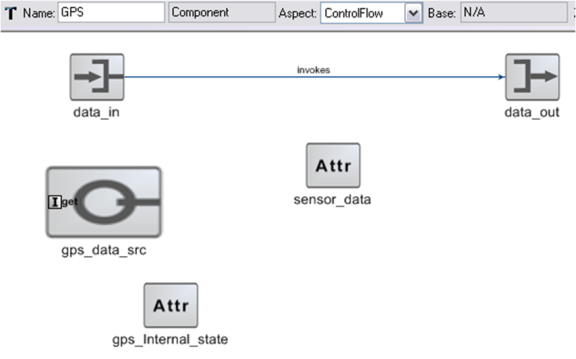 T Name: GPS Component Aspect: ControlFlow Base: N/A
invokes
data_in
data_out
Attr
sensor_data
I get
gps_data_src
Attr
gps_Internal_state